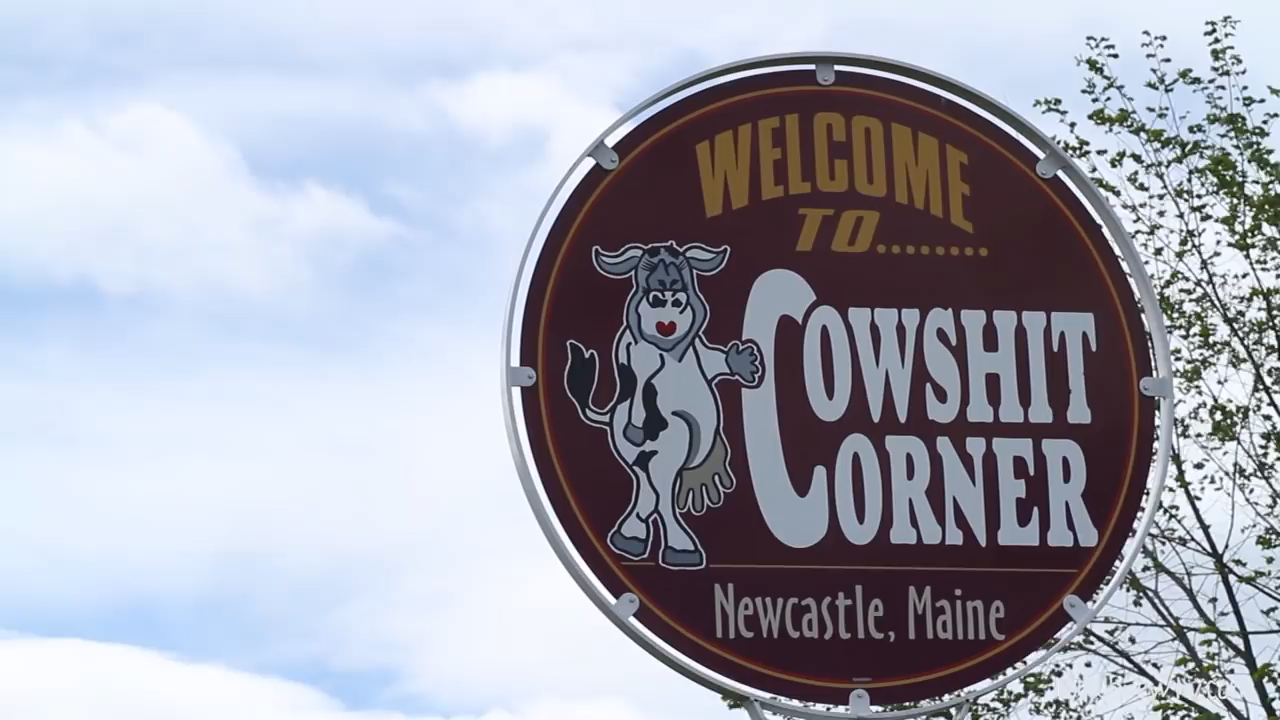 WELCOME
TO........
COWSHIT
CORNER
Newcastle, Maine